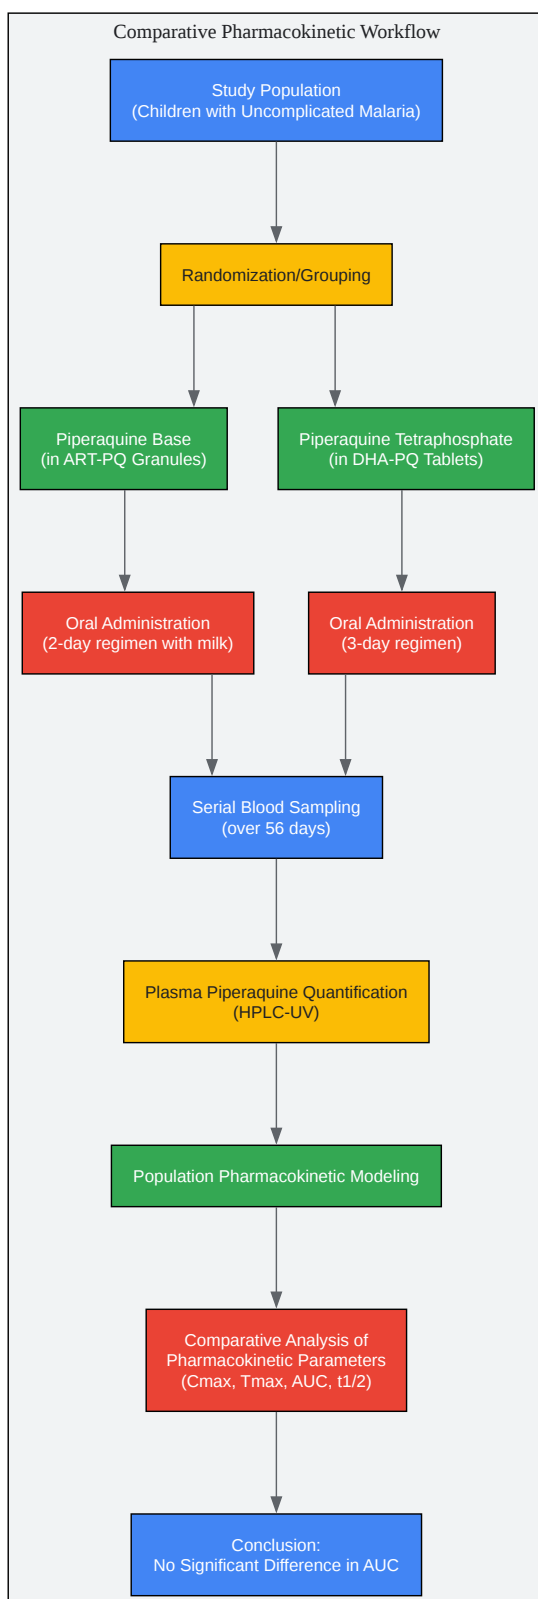 Comparative Pharmacokinetic Workflow
Study Population
(Children with Uncomplicated Malaria)
Randomization/Grouping
Piperaquine Base
(in ART-PQ Granules)
Piperaquine Tetraphosphate
(in DHA-PQ Tablets)
Oral Administration
(2-day regimen with milk)
Oral Administration
(3-day regimen)
Serial Blood Sampling
(over 56 days)
Plasma Piperaquine Quantification
(HPLC-UV)
Population Pharmacokinetic Modeling
Comparative Analysis of
Pharmacokinetic Parameters
(Cmax, Tmax, AUC, t1/2)
Conclusion:
No Significant Difference in AUC